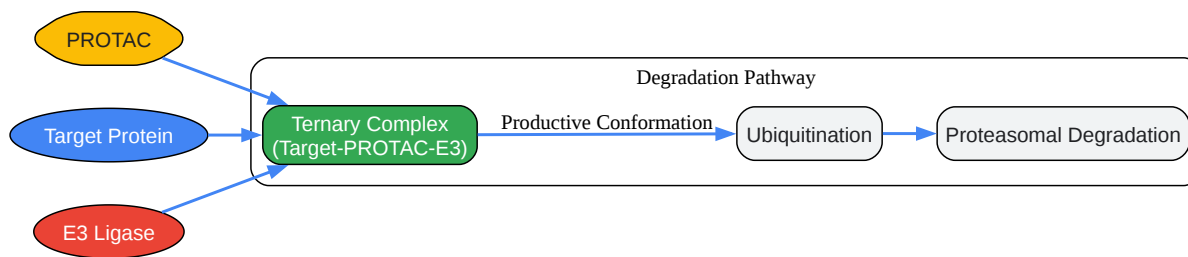 PROTAC
Degradation Pathway
Target Protein
Ternary Complex
(Target-PROTAC-E3)
Productive Conformation
Ubiquitination
Proteasomal Degradation
E3 Ligase